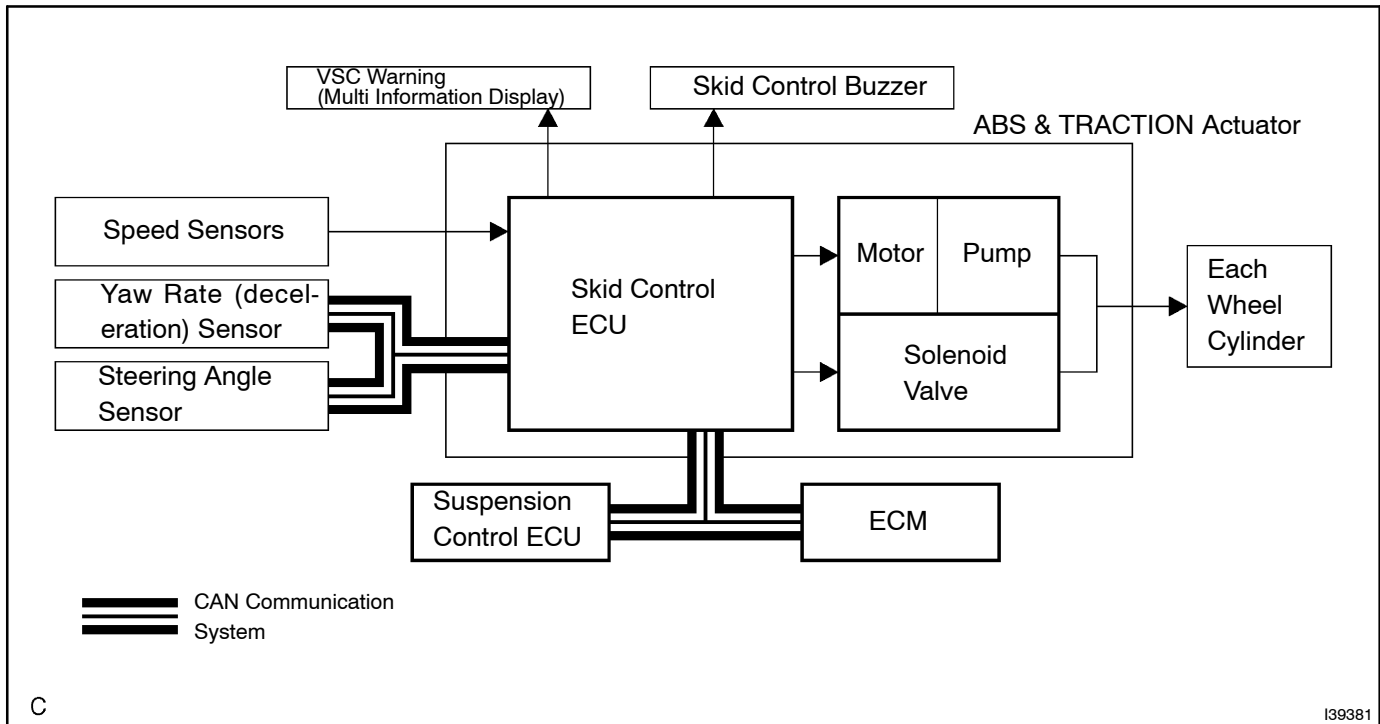 VSC Warning
(Multi Information Display)
Skid Control Buzzer
ABS & TRACTION Actuator
Speed Sensors
Yaw Rate (decel-
eration) Sensor
Steering Angle
Sensor
Skid Control
ECU
Motor
Pump
Solenoid
Valve
Each
Wheel
Cylinder
Suspension
Control ECU
ECM
CAN Communication
System
C
I39381